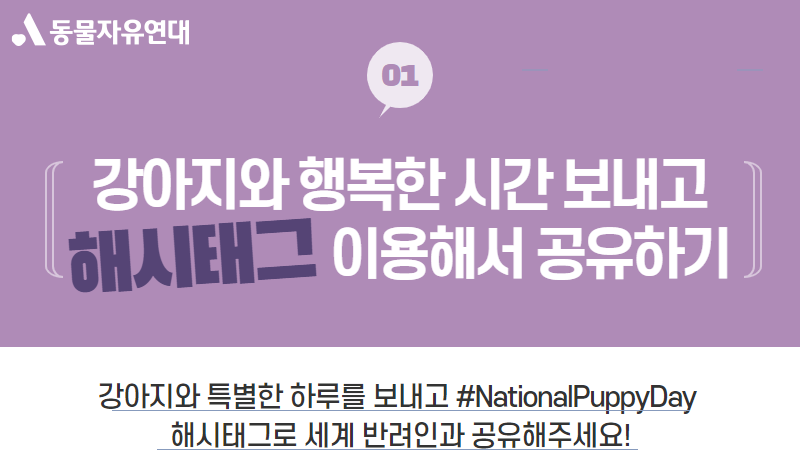 동물자유연대
01
강아지와 행복한 시간 보내고
해시태그 이용해서 공유하기
강아지와 특별한 하루를 보내고 #NationalPuppyDay
해시태그로 세계 반려인과 공유해주세요!